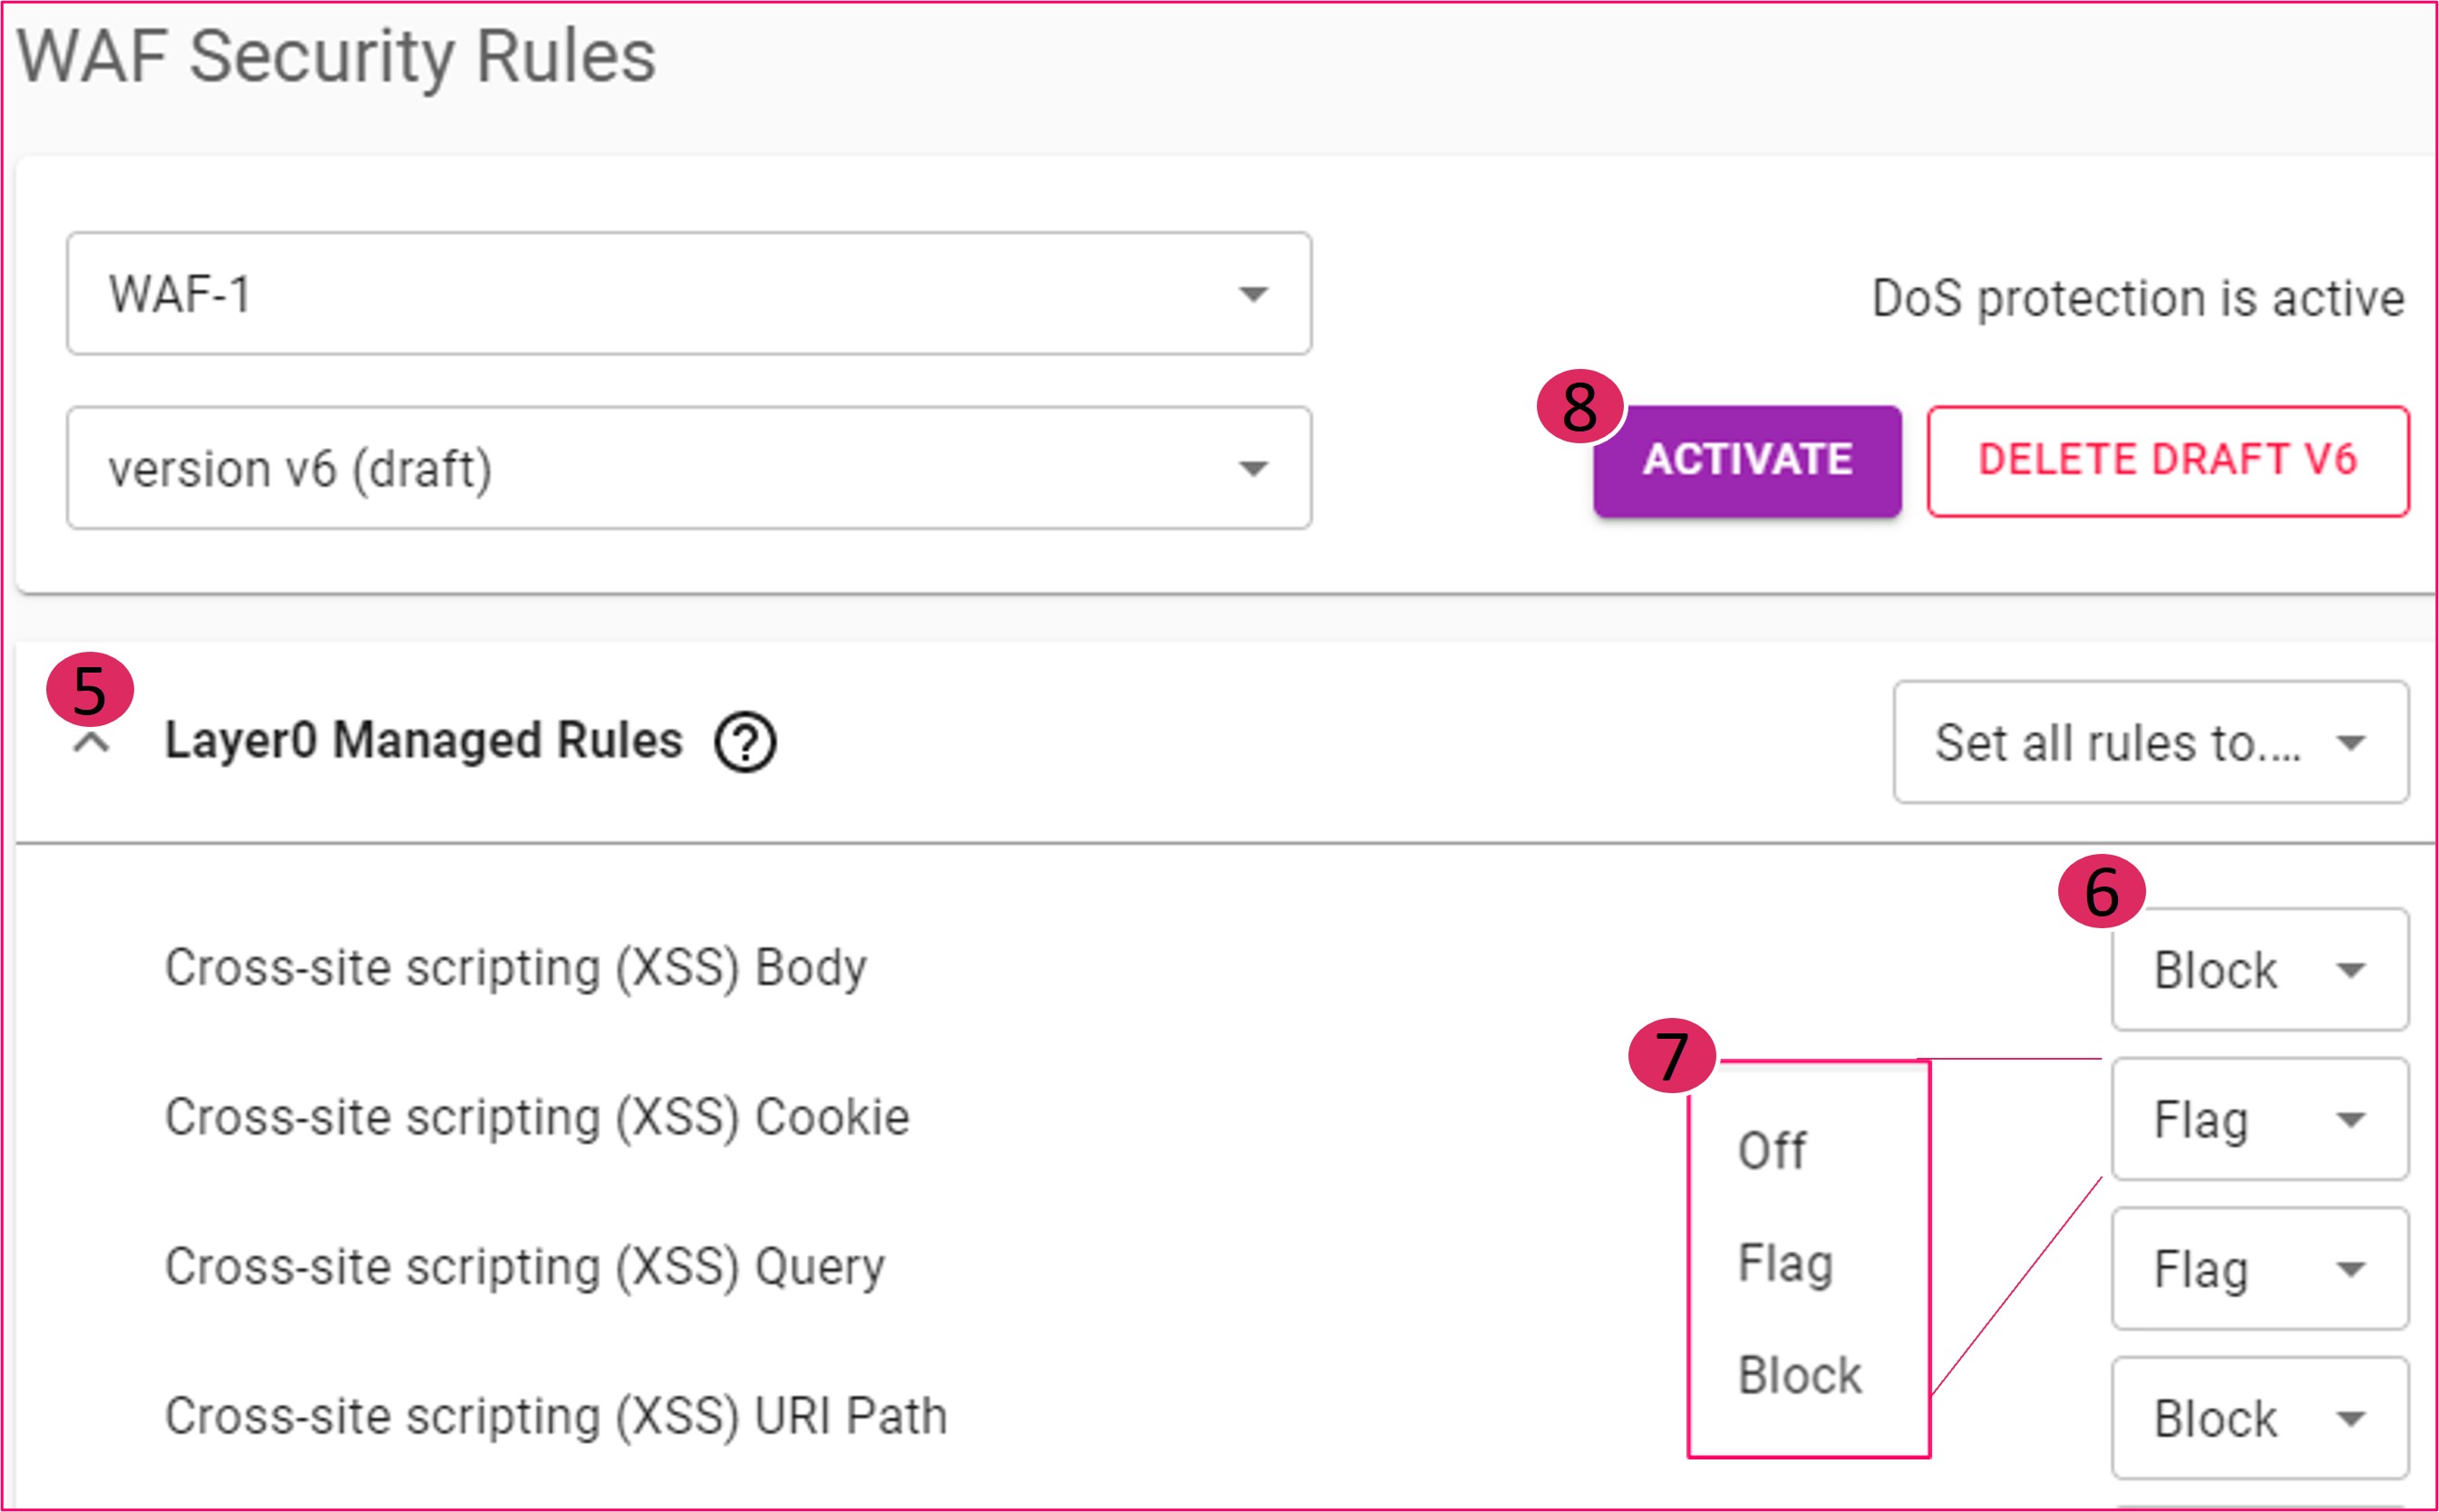 WAF Security Rules
WAF-1
DoS protection is active
version v6 (draft)
8
ACTIVATE
DELETE DRAFT V6
5
Layer0 Managed Rules ?
Set all rules to....
6
Cross-site scripting (XSS) Body
Block
7
Cross-site scripting (XSS) Cookie
Flag
Off
Cross-site scripting (XSS) Query
Flag
Flag
Block
Cross-site scripting (XSS) URI Path
Block